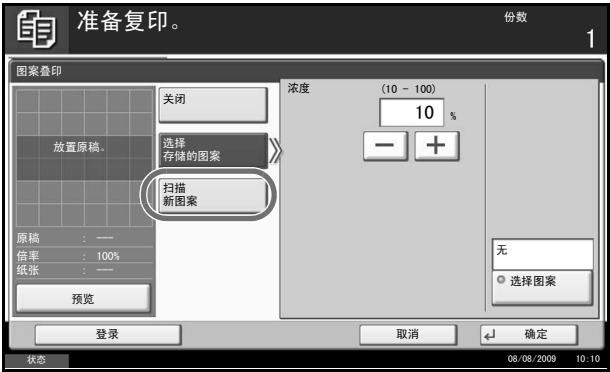 准备复印。
份数
1
图案叠印
放置原稿。
原稿 : ---
倍率 : 100%
纸张 : ---
预览
关闭
选择
存储的图案
扫描
新图案
浓度
(10 - 100)
10 %
无
选择图案
登录
取消
确定
状态
08/08/2009 10:10